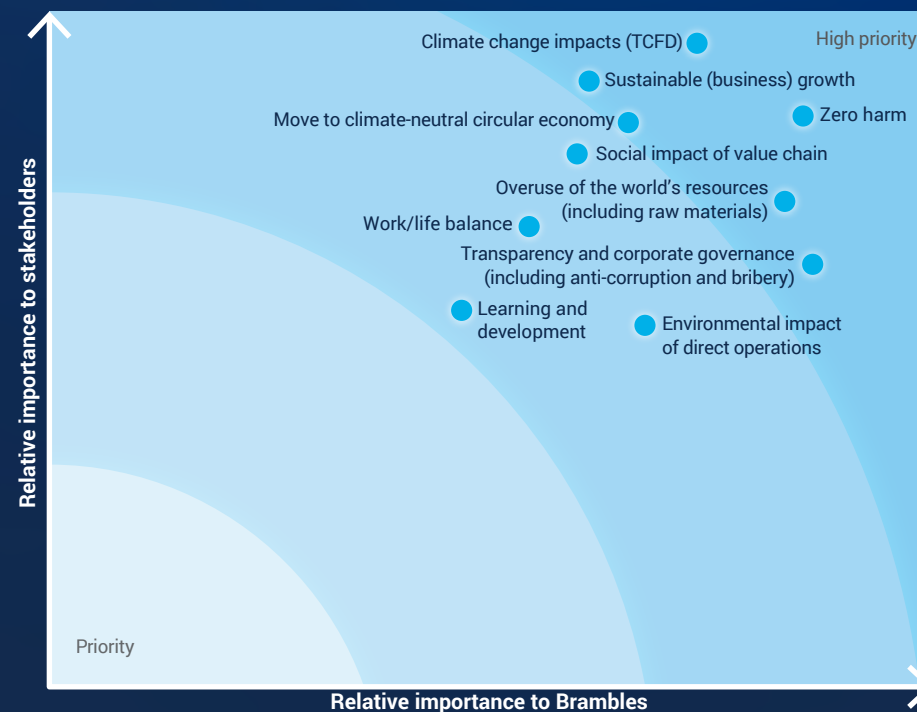 High priority
Climate change impacts (TCFD)
Sustainable (business) growth
Zero harm
Move to climate-neutral circular economy
Social impact of value chain
Overuse of the world's resources
(including raw materials)
Work/life balance
Transparency and corporate governance
(including anti-corruption and bribery)
Learning and
development
Environmental impact
of direct operations
Relative importance to stakeholders
Priority
Relative importance to Brambles